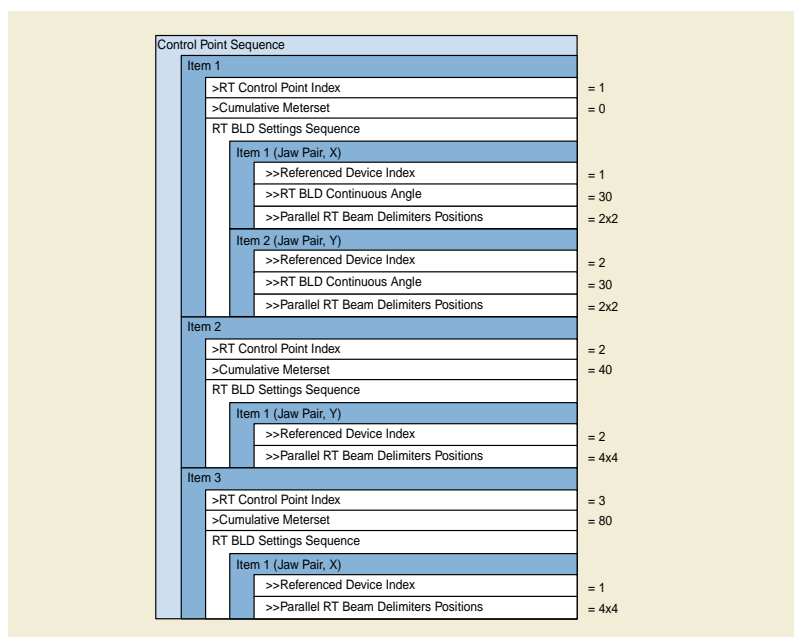 Control Point Sequence
Item 1
>RT Control Point Index = 1
>Cumulative Meterset = 0
RT BLD Settings Sequence
Item 1 (Jaw Pair, X)
>>Referenced Device Index = 1
>>RT BLD Continuous Angle = 30
>>Parallel RT Beam Delimiters Positions = 2x2
Item 2 (Jaw Pair, Y)
>>Referenced Device Index = 2
>>RT BLD Continuous Angle = 30
>>Parallel RT Beam Delimiters Positions = 2x2
Item 2
>RT Control Point Index = 2
>Cumulative Meterset = 40
RT BLD Settings Sequence
Item 1 (Jaw Pair, Y)
>>Referenced Device Index = 2
>>Parallel RT Beam Delimiters Positions = 4x4
Item 3
>RT Control Point Index = 3
>Cumulative Meterset = 80
RT BLD Settings Sequence
Item 1 (Jaw Pair, X)
>>Referenced Device Index = 1
>>Parallel RT Beam Delimiters Positions = 4x4